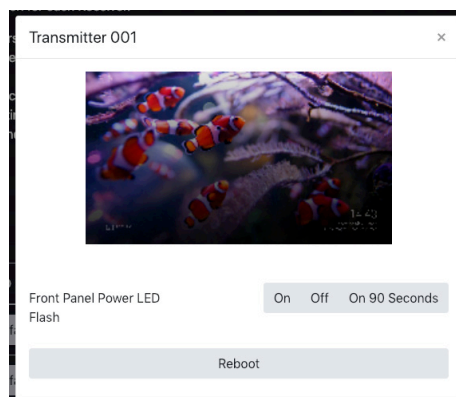 Transmitter 001
×
Front Panel Power LED
Flash
On Off On 90 Seconds
Reboot